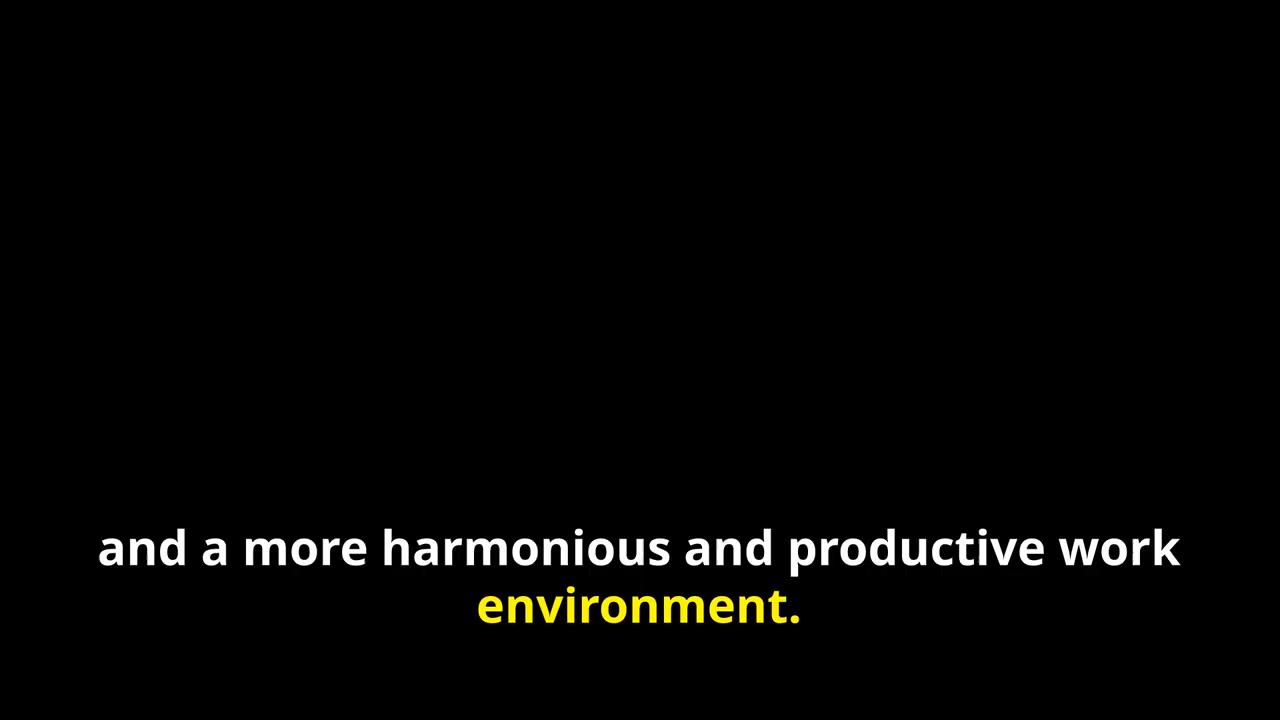 and a more harmonious and productive work
environment.